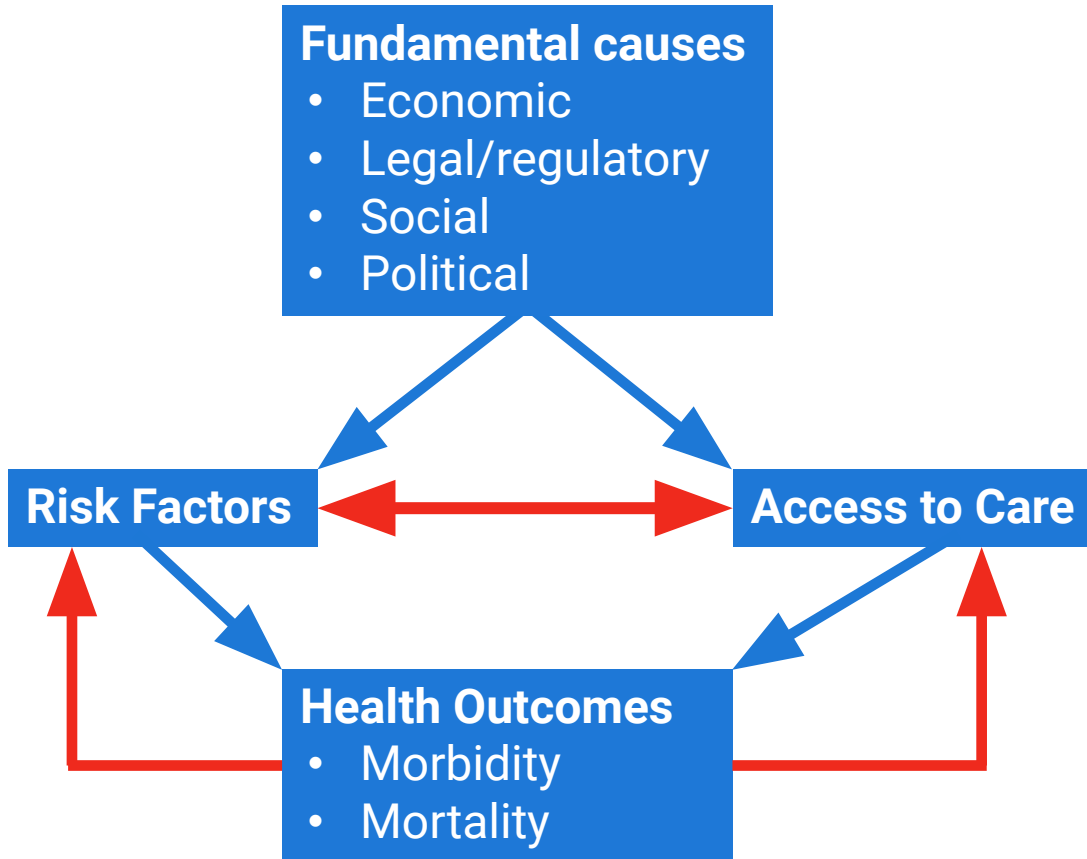 Fundamental causes
• Economic
• Legal/regulatory
• Social
• Political
Risk Factors
Access to Care
Health Outcomes
• Morbidity
• Mortality